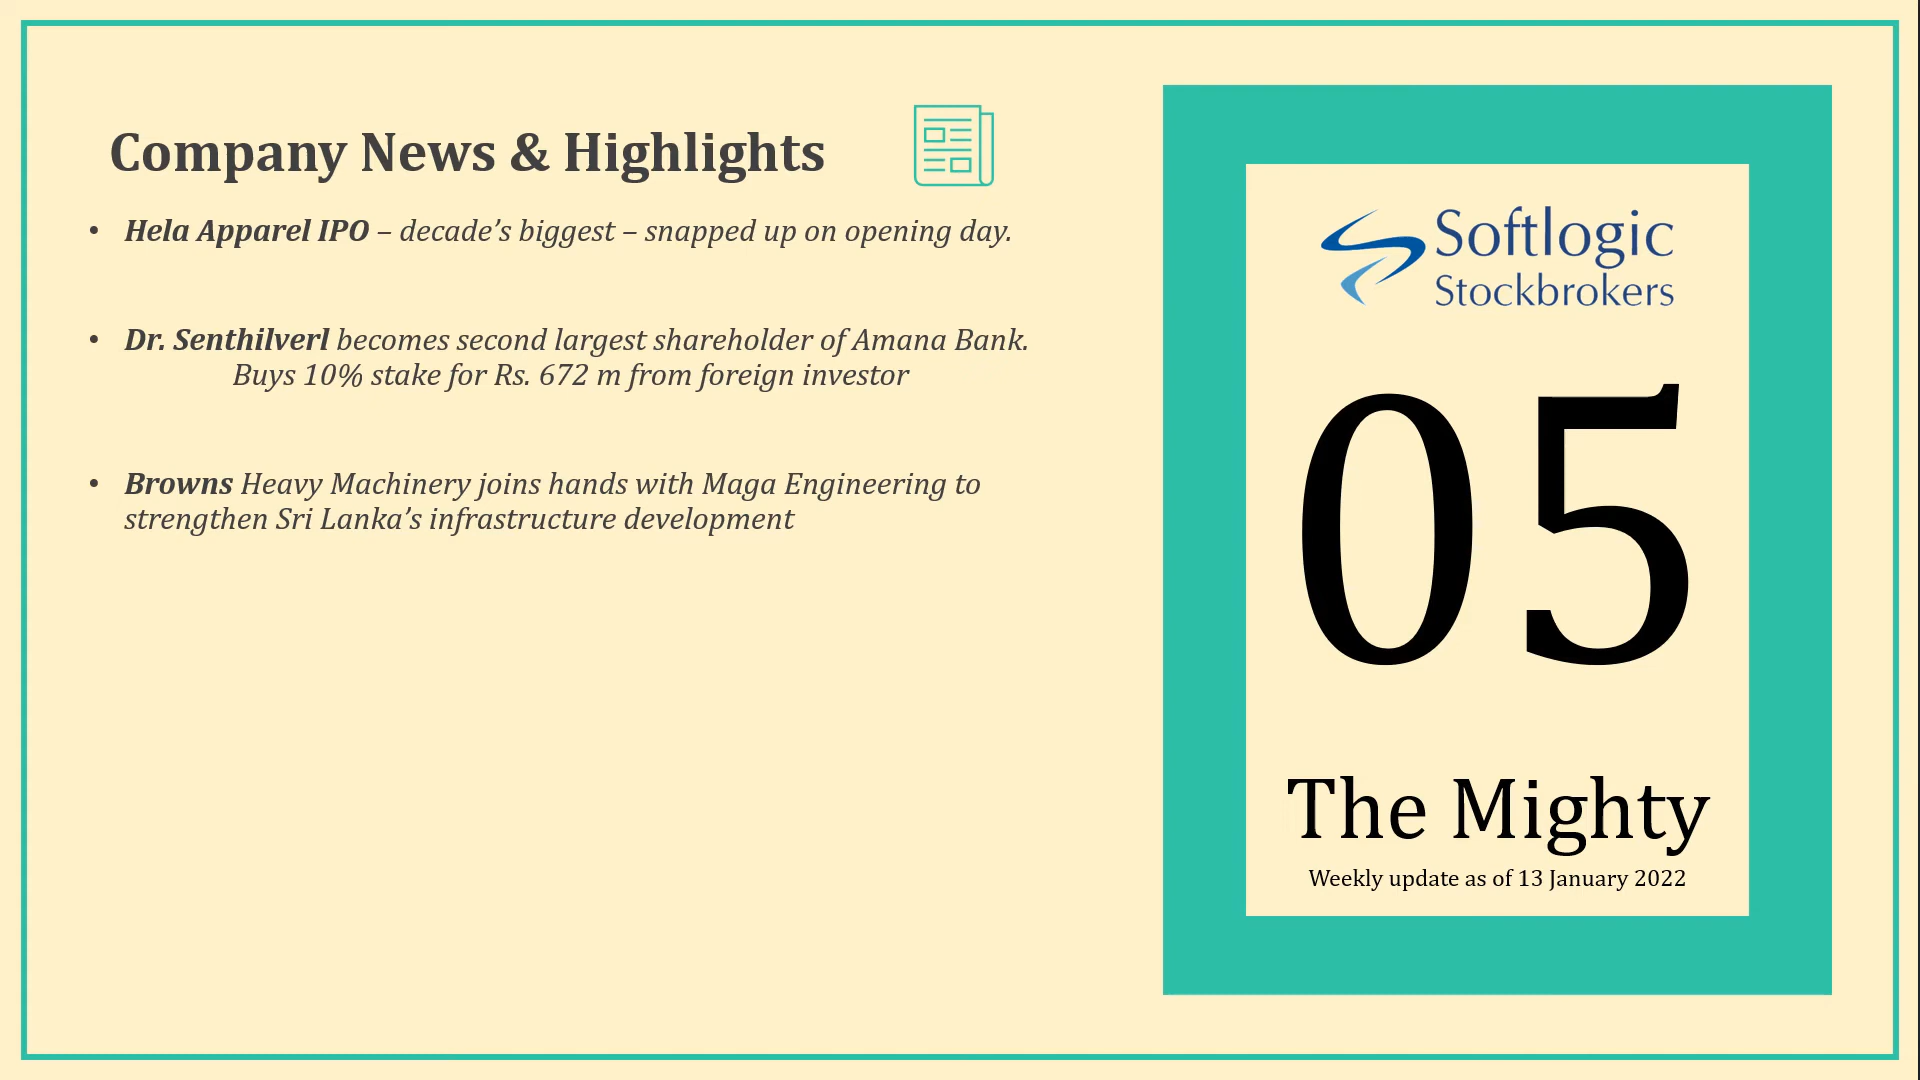 Company News & Highlights
• Hela Apparel IPO – decade’s biggest – snapped up on opening day.
• Dr. Senthilverl becomes second largest shareholder of Amana Bank.
Buys 10% stake for Rs. 672 m from foreign investor
• Browns Heavy Machinery joins hands with Maga Engineering to
strengthen Sri Lanka’s infrastructure development
Softlogic
Stockbrokers
05
The Mighty
Weekly update as of 13 January 2022